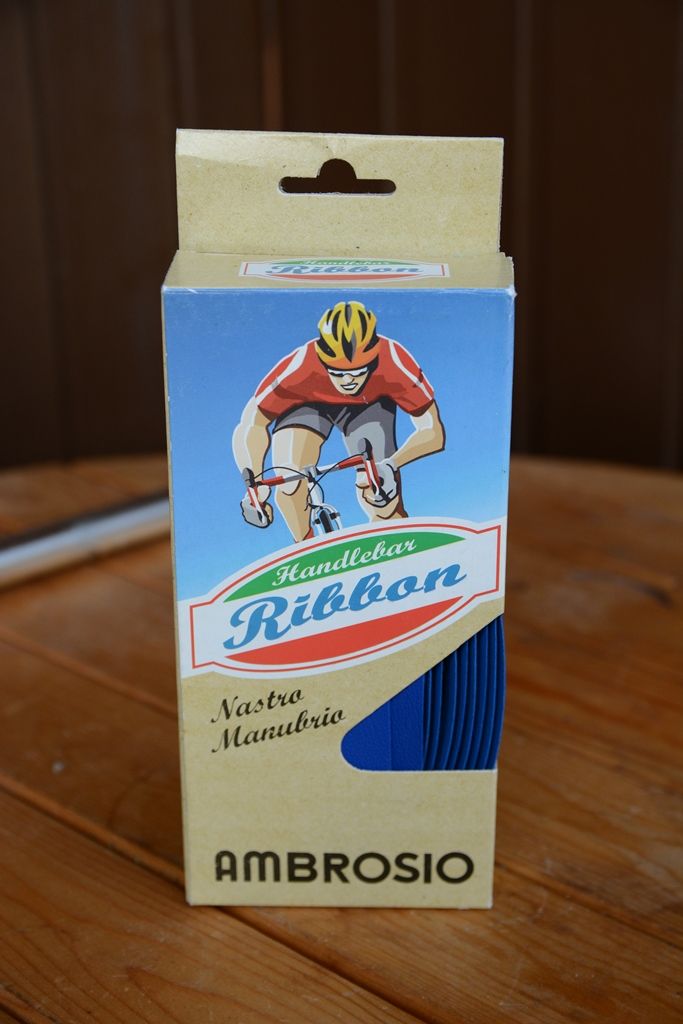 Handlebar
Ribbon
Handlebar
Ribbon
Nastro
Manubrio
AMBROSIO